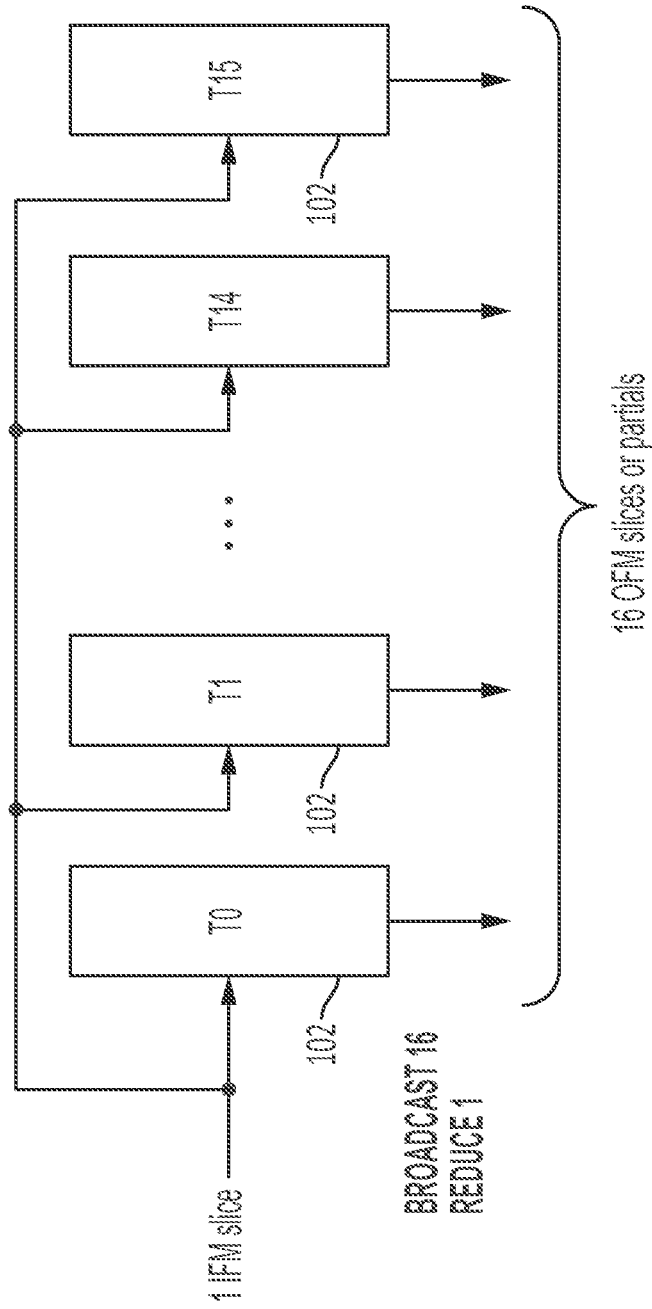 1 IFM slice
T0
T1
T14
T15
102
102
102
BROADCAST 16
REDUCE 1
16 OFM slices or partials